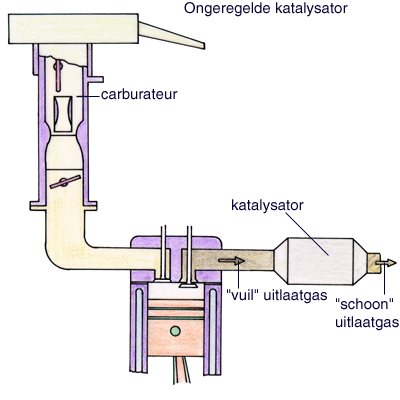 Ongeregelde katalysator
carburateur
katalysator
"vuil" uitlaatgas
"schoon"
uitlaatgas